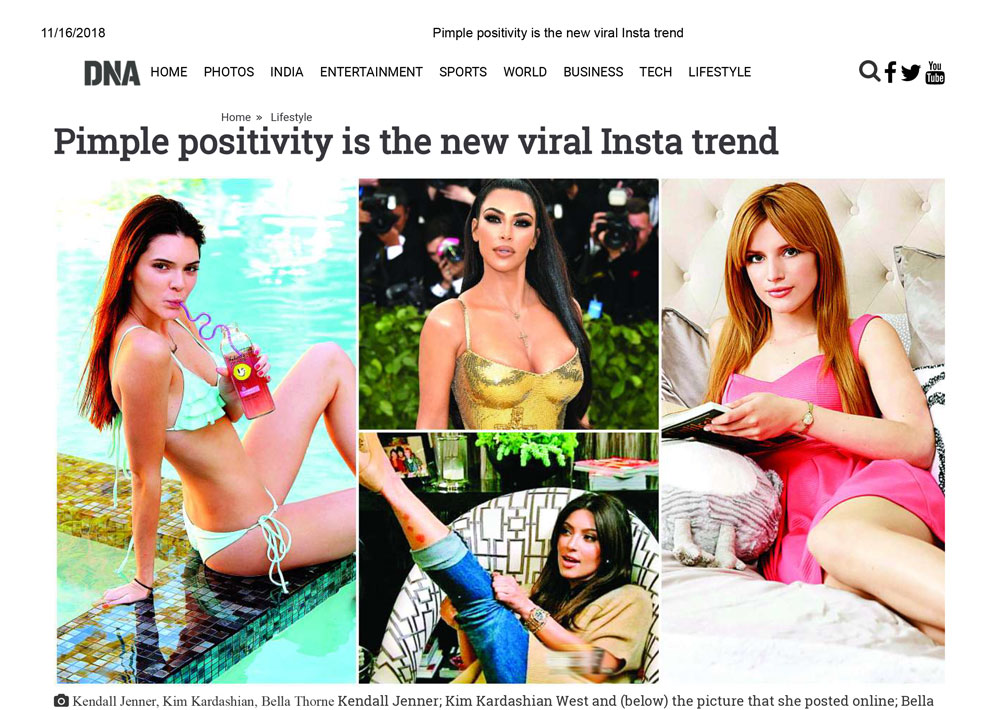 11/16/2018 Pimple positivity is the new viral Insta trend
DNA HOME PHOTOS INDIA ENTERTAINMENT SPORTS WORLD BUSINESS TECH LIFESTYLE You Tube
Home » Lifestyle
Pimple positivity is the new viral Insta trend
Kendall Jenner, Kim Kardashian, Bella Thorne Kendall Jenner; Kim Kardashian West and (below) the picture that she posted online; Bella